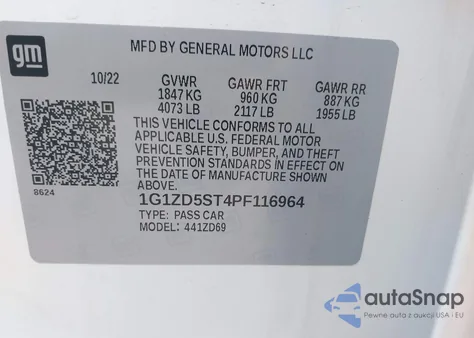 gm
MFD BY GENERAL MOTORS LLC
10/22 GVWR GAWR FRT GAWR RR
1847 KG 960 KG 887 KG
4073 LB 2117 LB 1955 LB
THIS VEHICLE CONFORMS TO ALL
APPLICABLE U.S. FEDERAL MOTOR
VEHICLE SAFETY, BUMPER, AND THEFT
PREVENTION STANDARDS IN EFFECT ON
THE DATE OF MANUFACTURE SHOWN
ABOVE.
8624
1G1ZD5ST4PF116964
TYPE: PASS CAR
MODEL: 441ZD69
autaSnap
Pewne auta z USA i EU